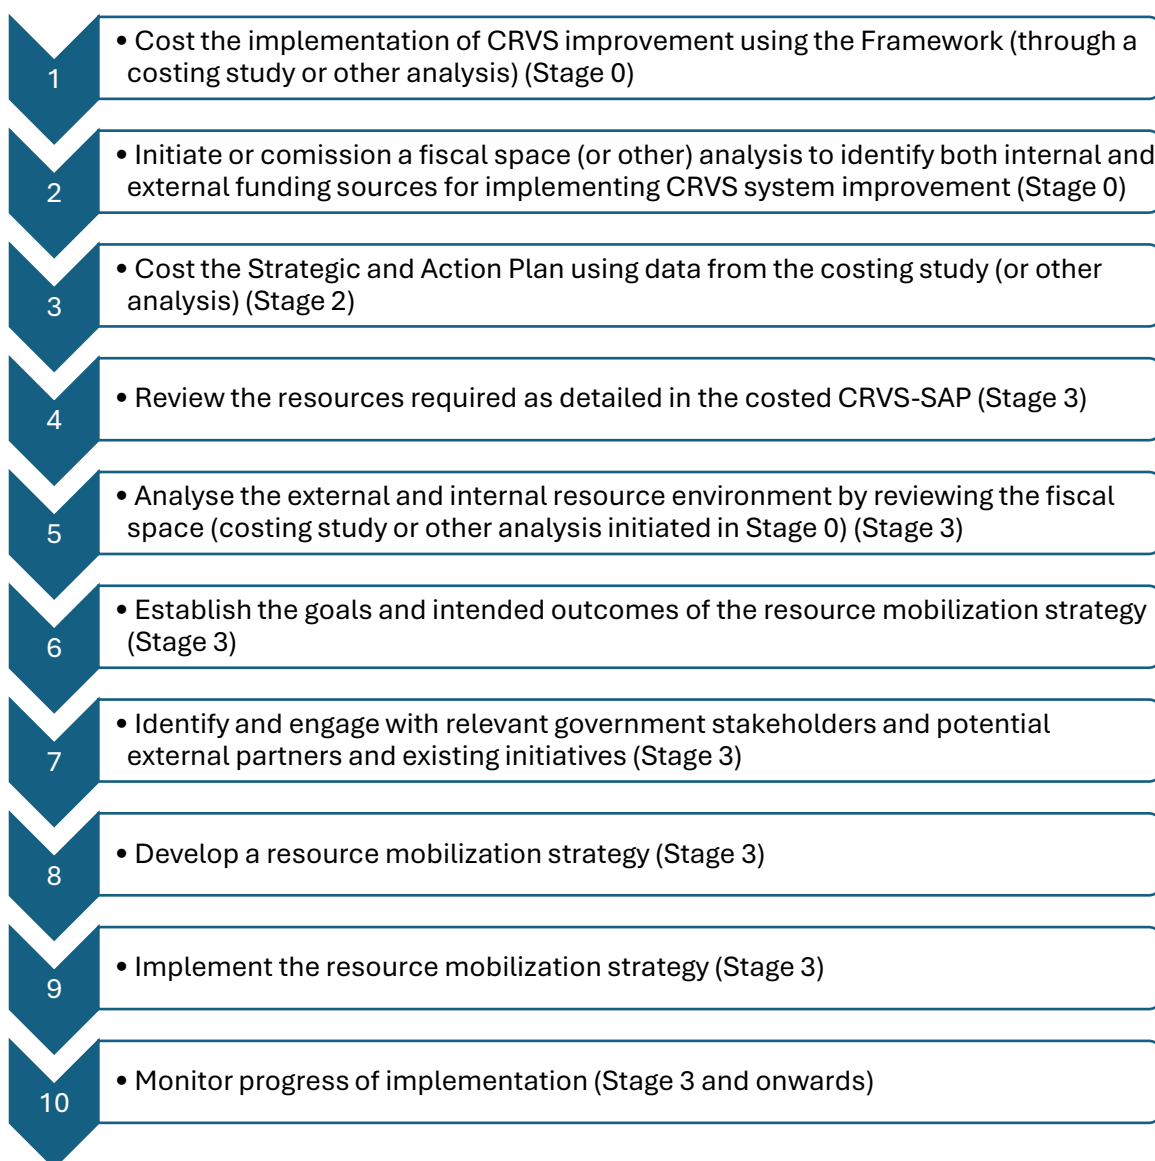 1
• Cost the implementation of CRVS improvement using the Framework (through a
costing study or other analysis) (Stage 0)
2
• Initiate or comission a fiscal space (or other) analysis to identify both internal and
external funding sources for implementing CRVS system improvement (Stage 0)
3
• Cost the Strategic and Action Plan using data from the costing study (or other
analysis) (Stage 2)
4
• Review the resources required as detailed in the costed CRVS-SAP (Stage 3)
5
• Analyse the external and internal resource environment by reviewing the fiscal
space (costing study or other analysis initiated in Stage 0) (Stage 3)
6
• Establish the goals and intended outcomes of the resource mobilization strategy
(Stage 3)
7
• Identify and engage with relevant government stakeholders and potential
external partners and existing initiatives (Stage 3)
8
• Develop a resource mobilization strategy (Stage 3)
9
• Implement the resource mobilization strategy (Stage 3)
10
• Monitor progress of implementation (Stage 3 and onwards)